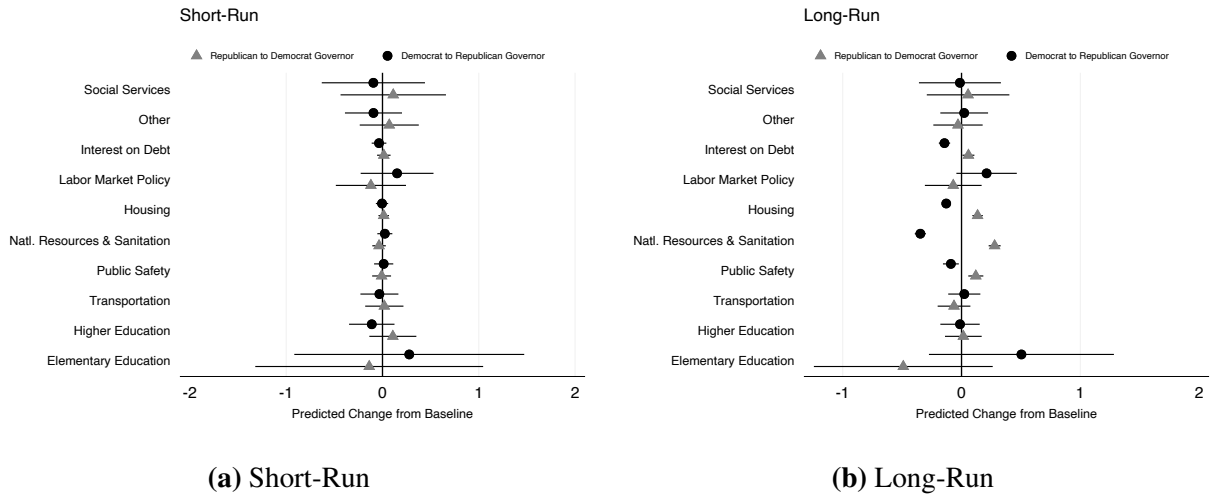 Short-Run
Republican to Democrat Governor
Democrat to Republican Governor
Social Services
Other
Interest on Debt
Labor Market Policy
Housing
Natl. Resources & Sanitation
Public Safety
Transportation
Higher Education
Elementary Education
-2
-1
0
1
2
Predicted Change from Baseline
(a) Short-Run
Long-Run
Republican to Democrat Governor
Democrat to Republican Governor
Social Services
Other
Interest on Debt
Labor Market Policy
Housing
Natl. Resources & Sanitation
Public Safety
Transportation
Higher Education
Elementary Education
-1
0
1
2
Predicted Change from Baseline
(b) Long-Run